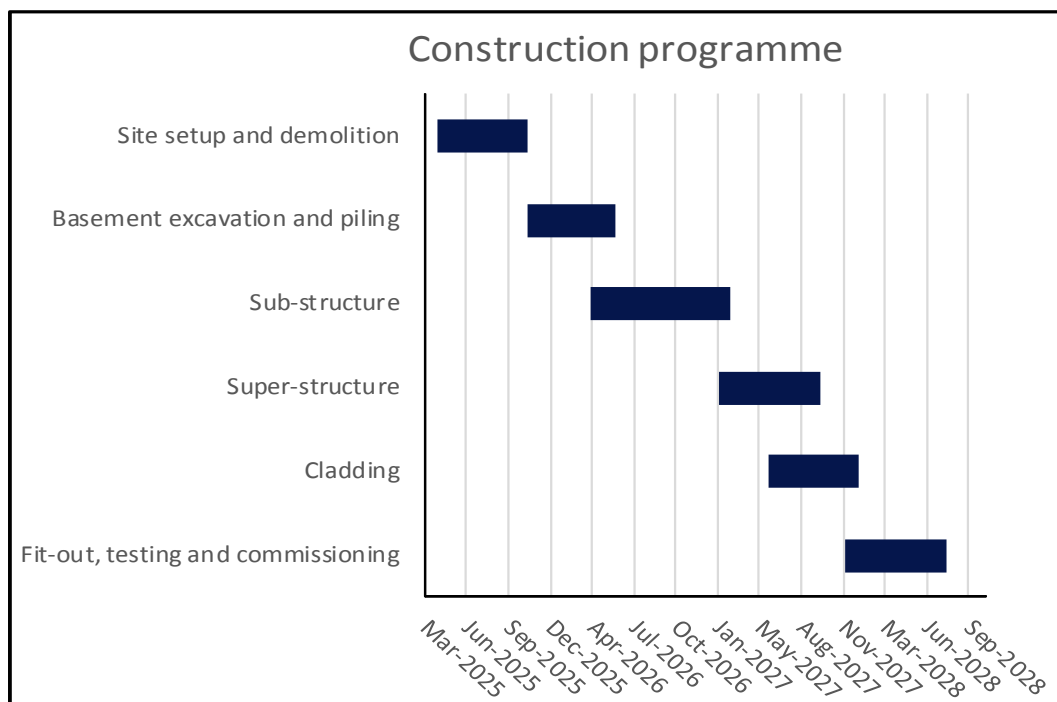 Construction programme
Site setup and demolition
Basement excavation and piling
Sub-structure
Super-structure
Cladding
Fit-out, testing and commissioning
Mar-2025
Jun-2025
Sep-2025
Dec-2025
Apr-2026
Jul-2026
Oct-2026
Jan-2027
May-2027
Aug-2027
Nov-2027
Mar-2028
Jun-2028
Sep-2028